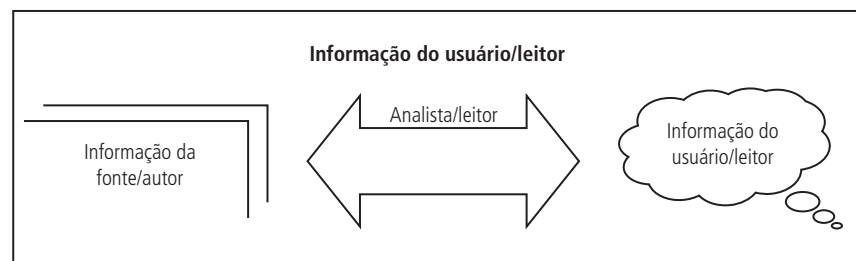 Informação do usuário/leitor
Informação da
fonte/autor
Analista/leitor
Informação do
usuário/leitor